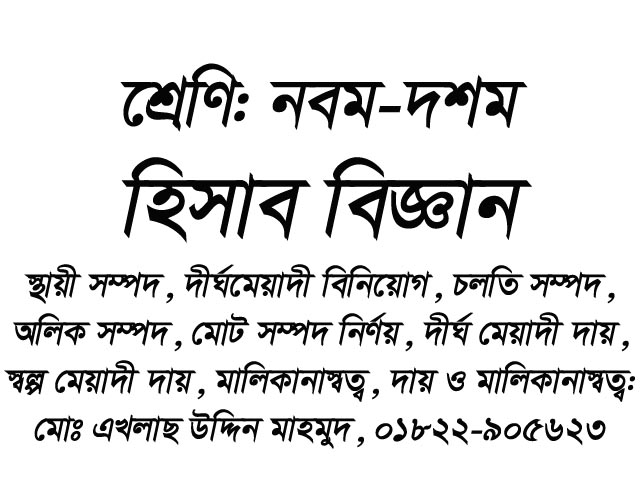 শ্রেণি: নবম-দশম
হিসাব বিজ্ঞান
স্থায়ী সম্পদ, দীর্ঘমেয়াদী বিনিয়োগ, চলতি সম্পদ,
অলিক সম্পদ, মোট সম্পদ নির্ণয়, দীর্ঘ মেয়াদী দায়,
স্বল্প মেয়াদী দায়, মালিকানাস্বত্ব, দায় ও মালিকানাস্বত্ব:
মোঃ এখলাছ উদ্দিন মাহমুদ, ০১৮২২-৯০৫৬২৩